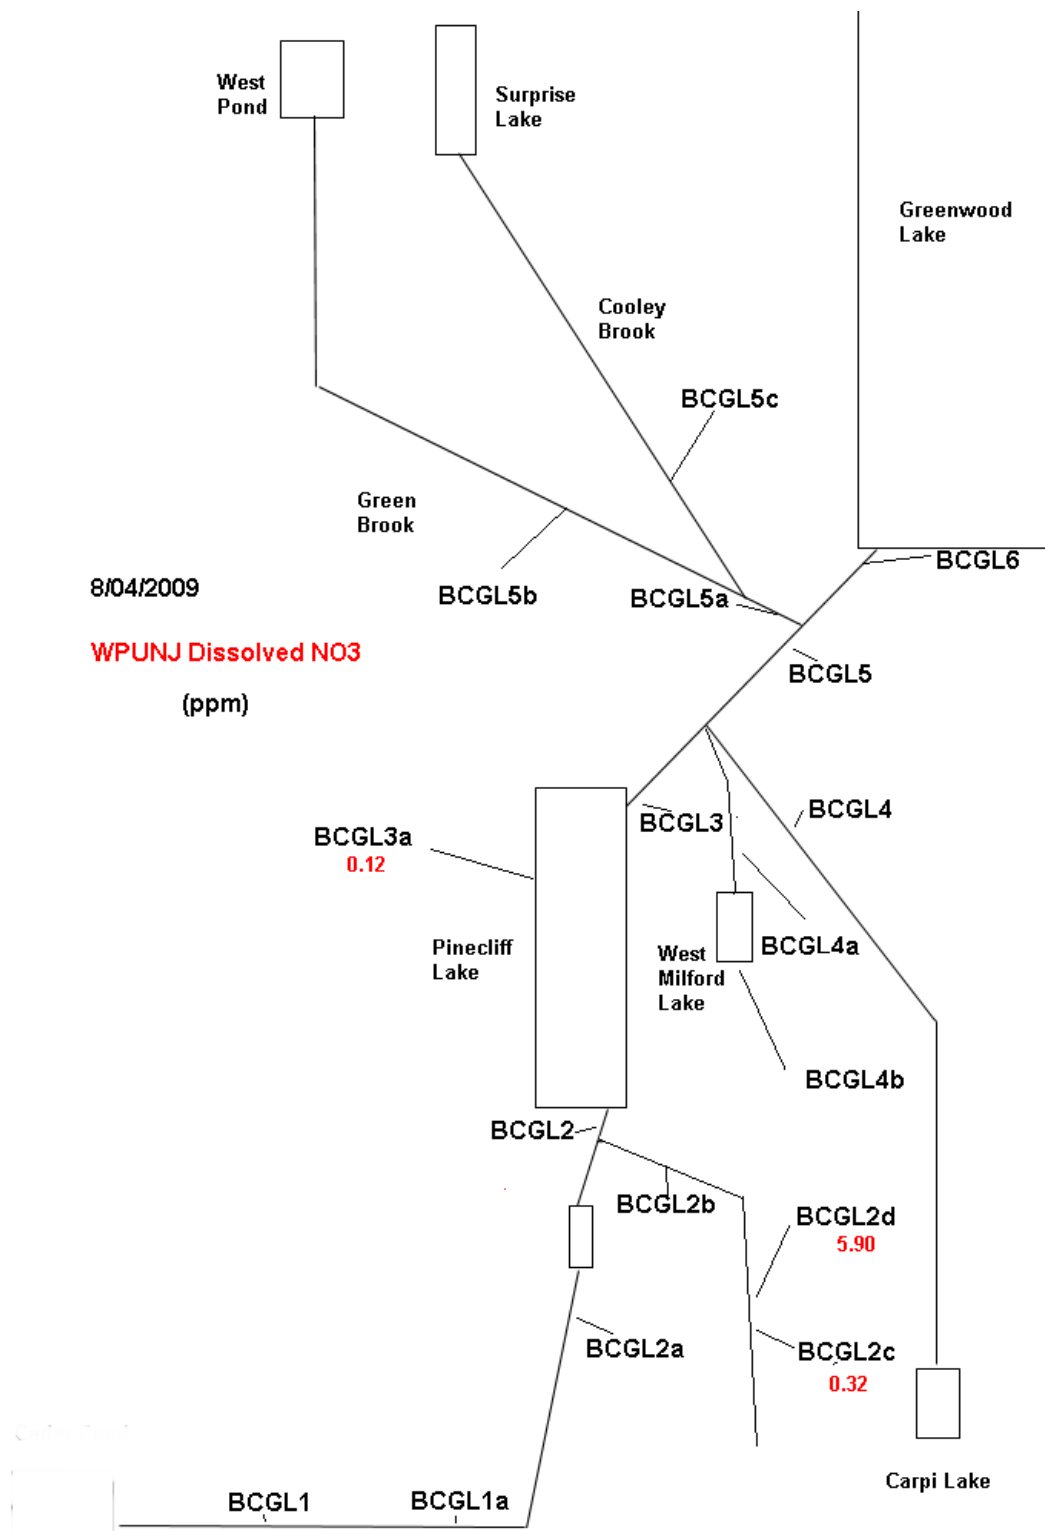 West
Pond
Surprise
Lake
Greenwood
Lake
Cooley
Brook
BCGL5c
Green
Brook
BCGL6
8/04/2009
BCGL5b
BCGL5a
WPUNJ Dissolved NO3
(ppm)
BCGL5
BCGL4
BCGL3
BCGL3a
0.12
Pinecliff
Lake
West
Milford
Lake
BCGL4a
BCGL4b
BCGL2
BCGL2b
BCGL2d
5.90
BCGL2a
BCGL2c
0.32
Carpi Lake
BCGL1
BCGL1a